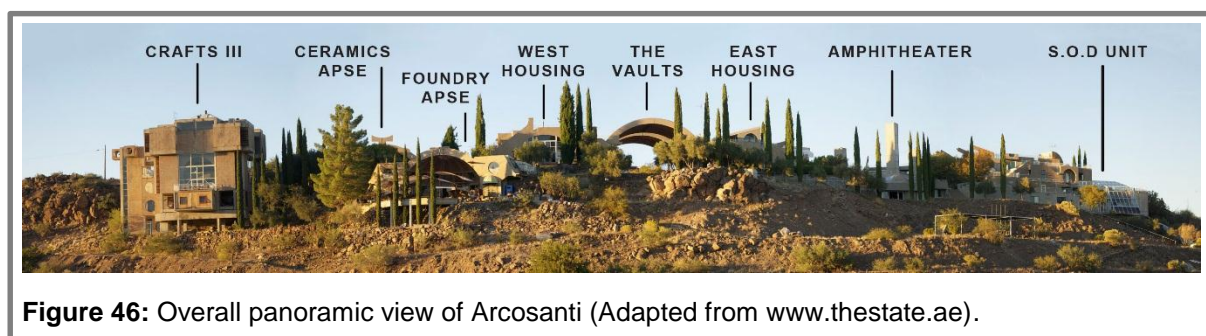 CRAFTS III
CERAMICS
APSE
FOUNDRY
APSE
WEST
HOUSING
THE
VAULTS
EAST
HOUSING
AMPHITHEATER
S.O.D UNIT
Figure 46: Overall panoramic view of Arcosanti (Adapted from www.thestate.ae).